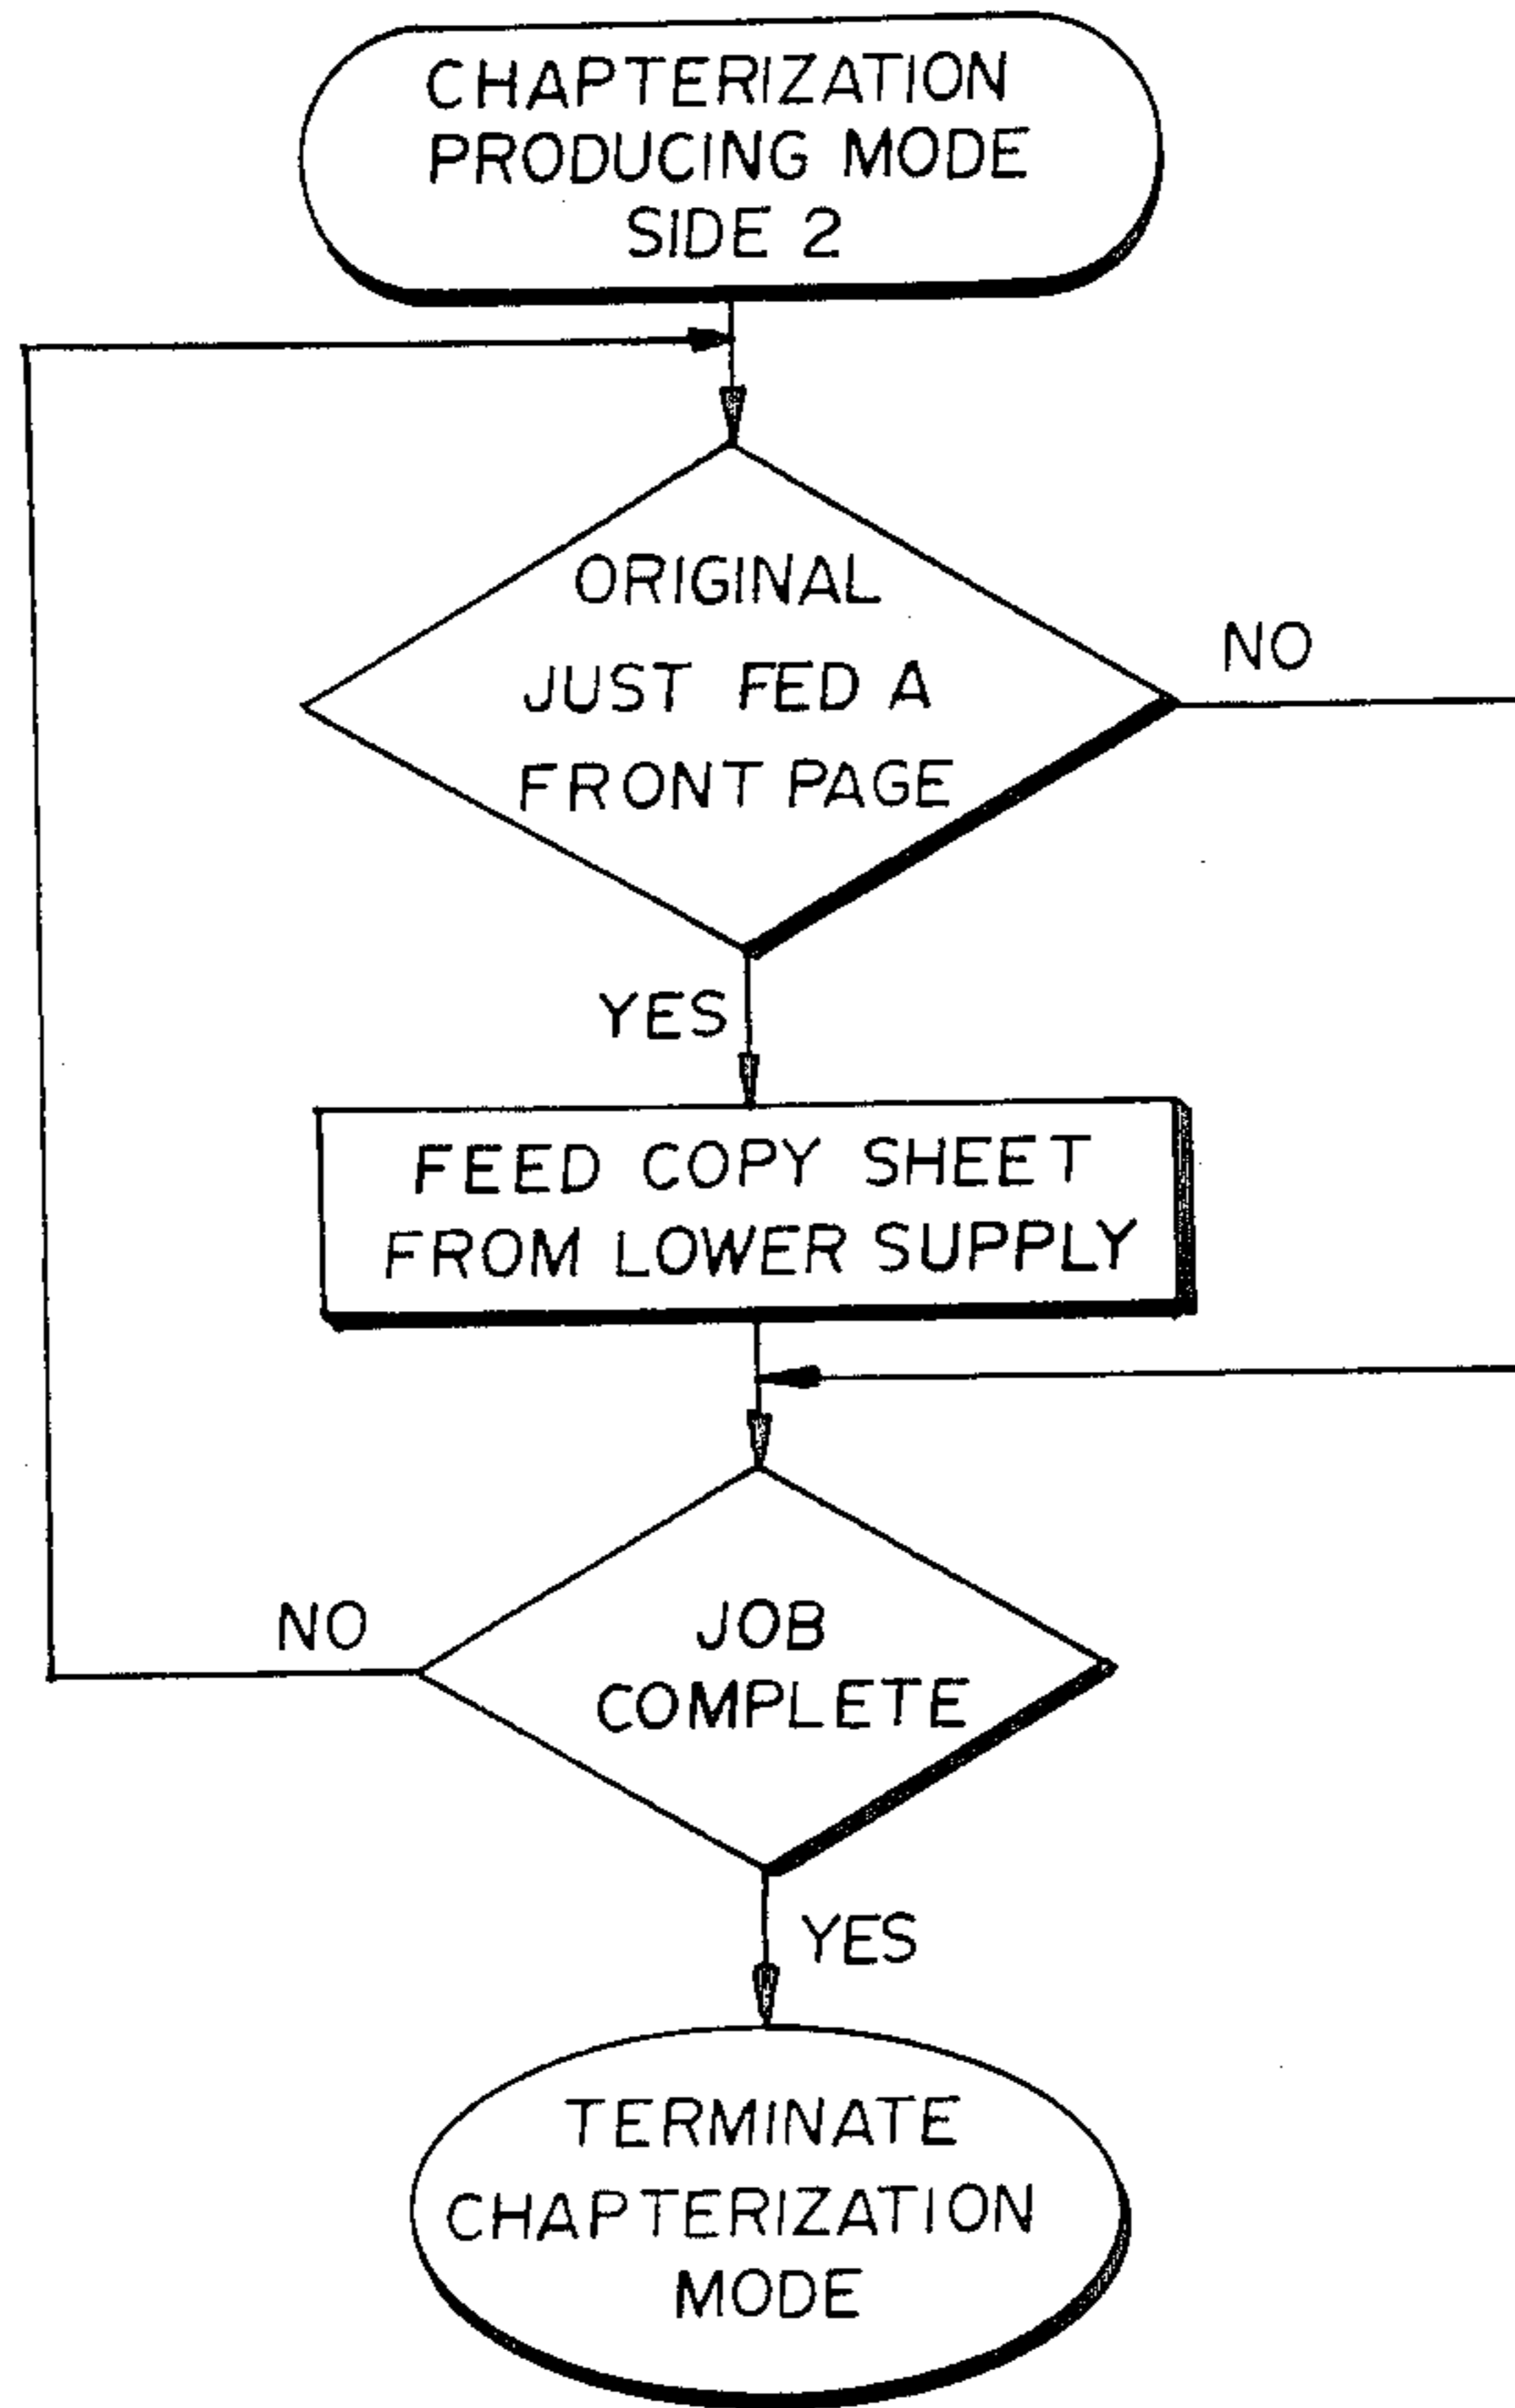 CHAPTERIZATION
PRODUCING MODE
SIDE 2
ORIGINAL
JUST FED A
FRONT PAGE
NO
YES
FEED COPY SHEET
FROM LOWER SUPPLY
JOB
COMPLETE
NO
YES
TERMINATE
CHAPTERIZATION
MODE